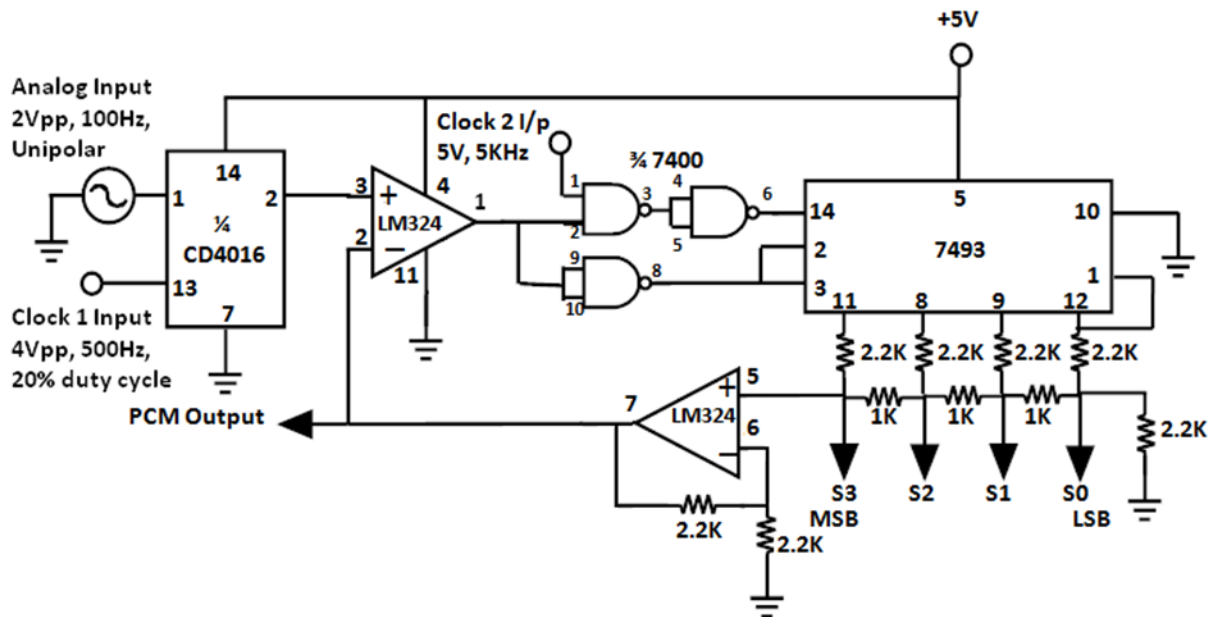 +5V
Analog Input
2Vpp, 100Hz,
Unipolar
Clock 2 I/p
5V, 5KHz
¾ 7400
14
1
2
¼
CD4016
13
7
Clock 1 Input
4Vpp, 500Hz,
20% duty cycle
3
+
4
1
LM324
2
−
11
1
2
3
4
5
6
9
10
8
14
5
10
2
7493
3
1
11
8
9
12
2.2K
2.2K
2.2K
2.2K
1K
1K
1K
2.2K
PCM Output
7
5
+
LM324
6
−
2.2K
2.2K
S3
MSB
S2
S1
S0
LSB